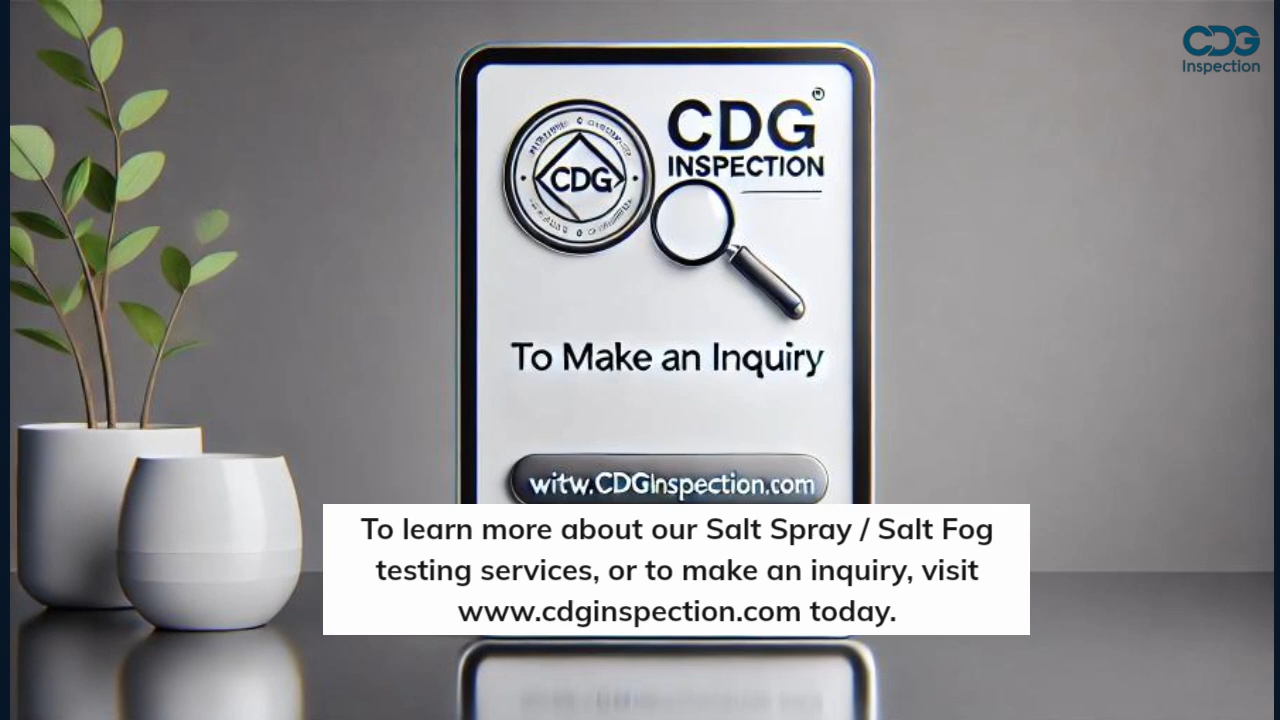 CDG
Inspection
CDG
CDG
®
INSPECTION
To Make an Inquiry
witw.CDGInspection.com
To learn more about our Salt Spray / Salt Fog
testing services, or to make an inquiry, visit
www.cdginspection.com today.